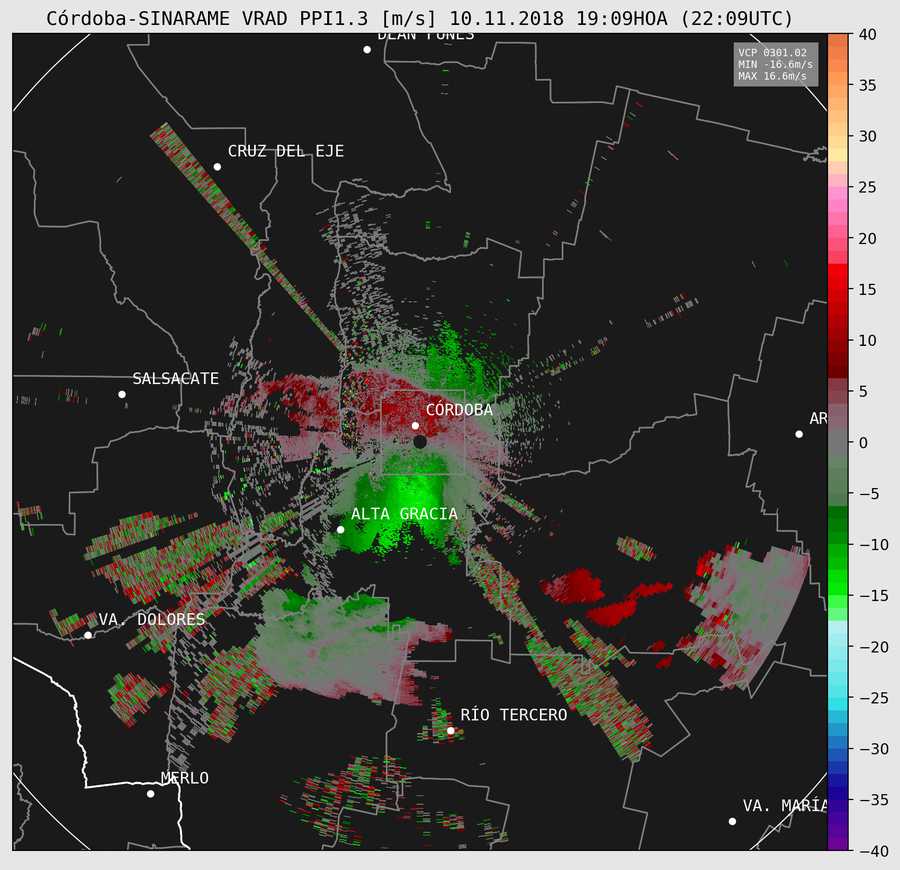 Córdoba-SINARAME VRAD PPI1.3 [m/s] 10.11.2018 19:09HOA (22:09UTC)
DEÁN FUNES
VCP 0301.02
MIN -16.6m/s
MAX 16.6m/s
CRUZ DEL EJE
SALSACATE
CÓRDOBA
AR
ALTA GRACIA
VA. DOLORES
RÍO TERCERO
MERLO
VA. MARÍA
40
35
30
25
20
15
10
5
0
−5
−10
−15
−20
−25
−30
−35
−40